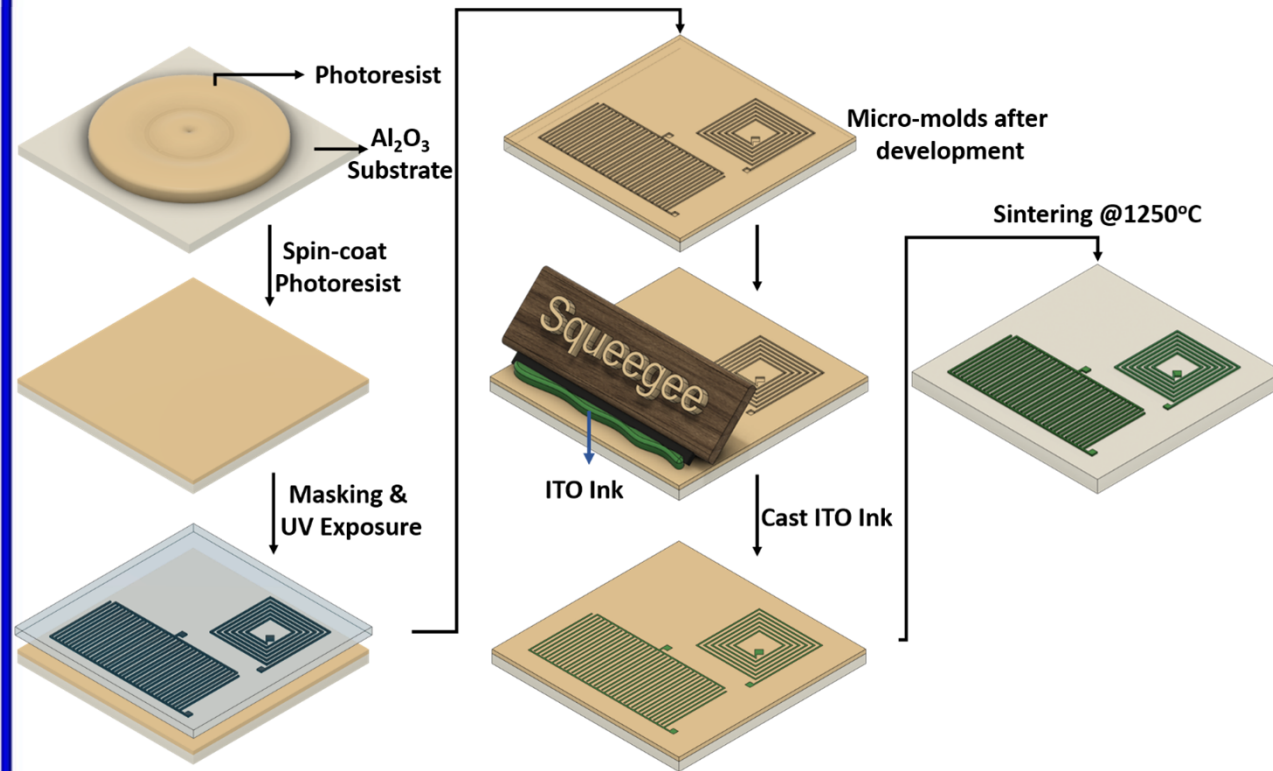 Photoresist
Al₂O₃
Substrate
Spin-coat
Photoresist
Masking &
UV Exposure
Micro-molds after
development
Squeegee
ITO Ink
Cast ITO Ink
Sintering @1250°C